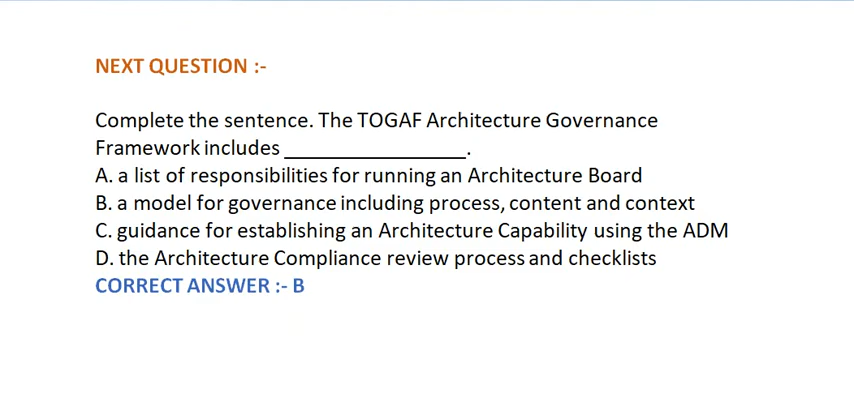 NEXT QUESTION :-
Complete the sentence. The TOGAF Architecture Governance
Framework includes _________________.
A. a list of responsibilities for running an Architecture Board
B. a model for governance including process, content and context
C. guidance for establishing an Architecture Capability using the ADM
D. the Architecture Compliance review process and checklists
CORRECT ANSWER :- B